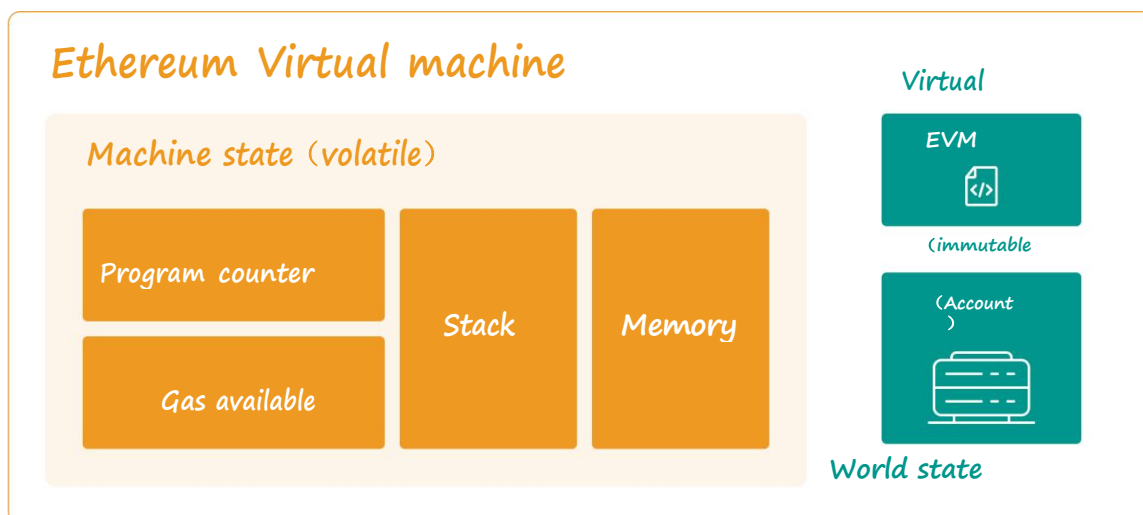 Ethereum Virtual machine
Machine state（volatile）
Program counter
Gas available
Stack
Memory
Virtual
EVM
</>
（immutable
（Account
）
World state